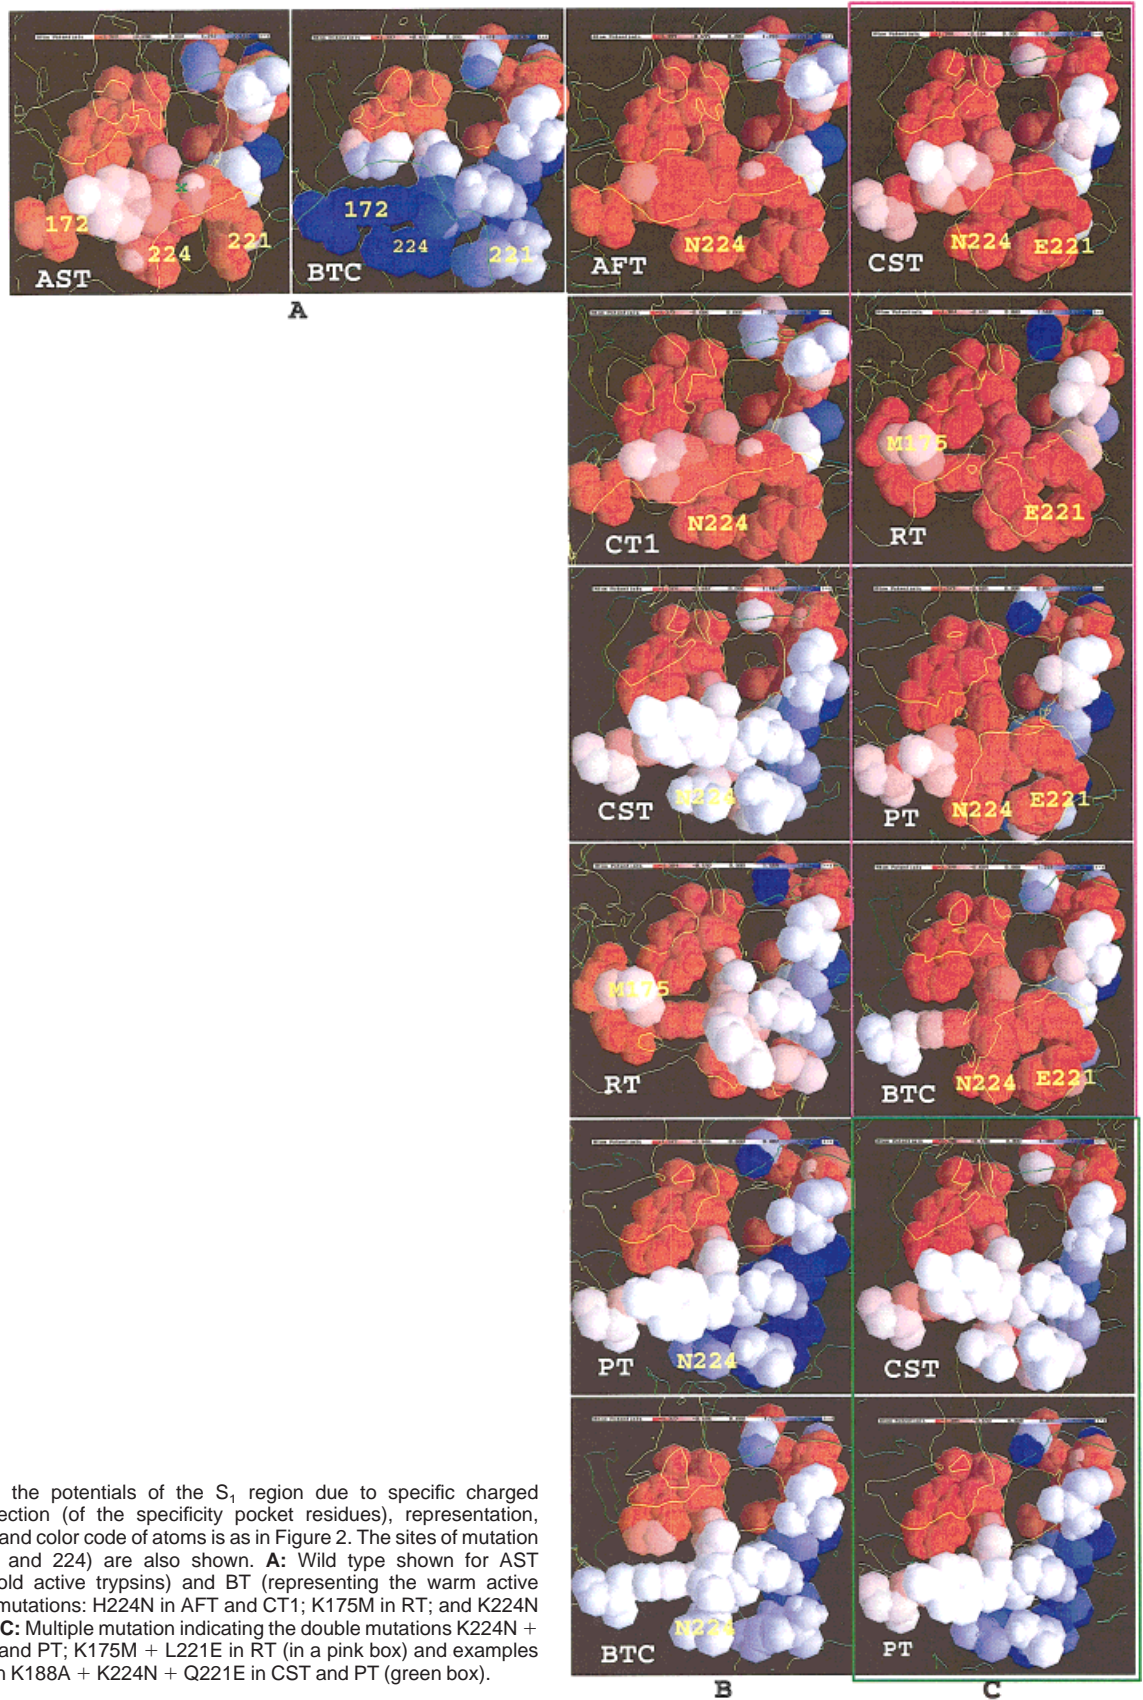 172
224
221
AST
172
224
221
BTC
A
N224
AFT
N224
E221
CST
N224
CT1
M175
E221
RT
N224
CST
N224
E221
PT
M175
RT
N224
E221
BTC
N224
PT
CST
N224
BTC
PT
B
C
the potentials of the S₁ region due to specific charged
ection (of the specificity pocket residues), representation,
and color code of atoms is as in Figure 2. The sites of mutation
and 224) are also shown. A: Wild type shown for AST
old active trypsins) and BT (representing the warm active
mutations: H224N in AFT and CT1; K175M in RT; and K224N
C: Multiple mutation indicating the double mutations K224N +
and PT; K175M + L221E in RT (in a pink box) and examples
n K188A + K224N + Q221E in CST and PT (green box).